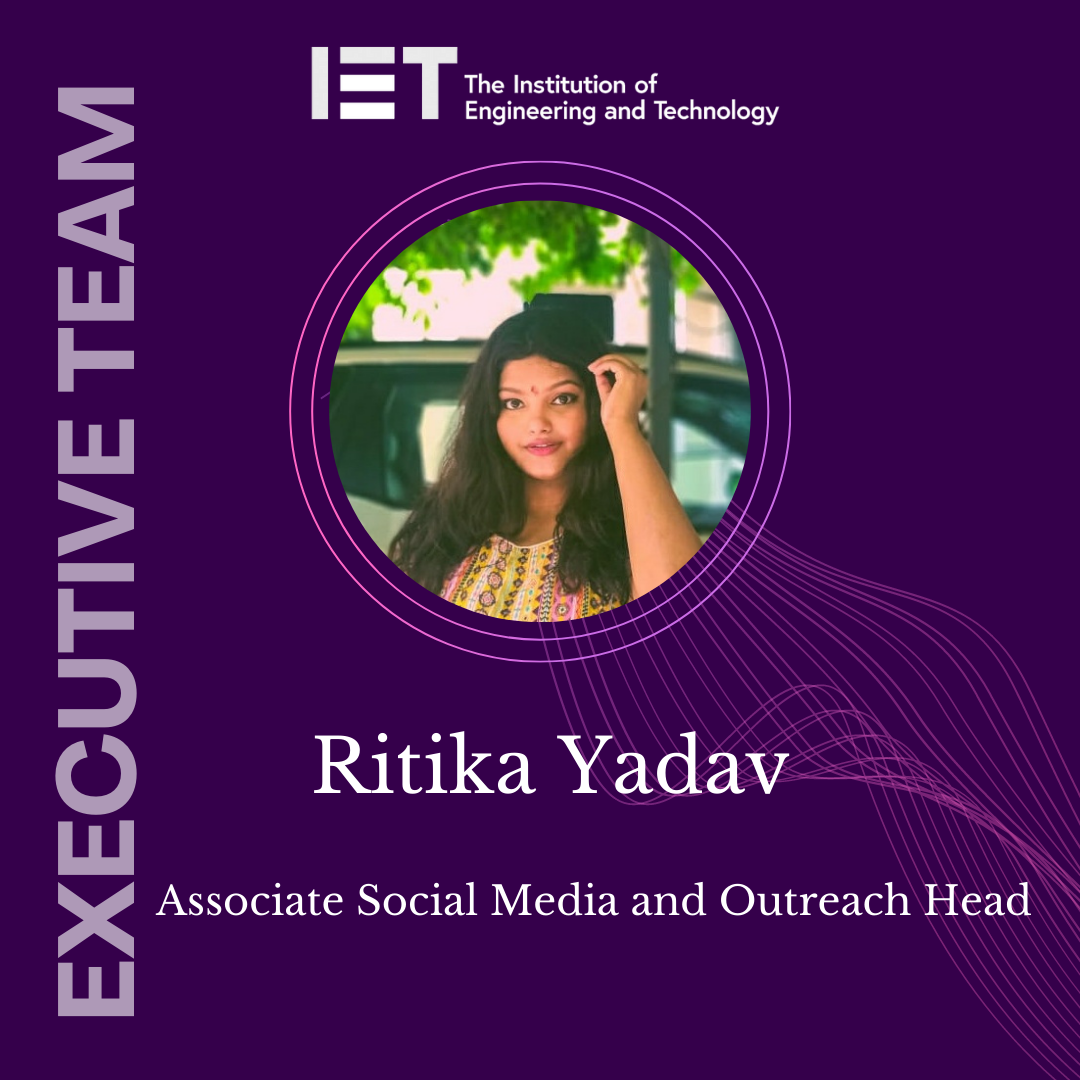 IET The Institution of
Engineering and Technology
EXECUTIVE TEAM
Ritika Yadav
Associate Social Media and Outreach Head